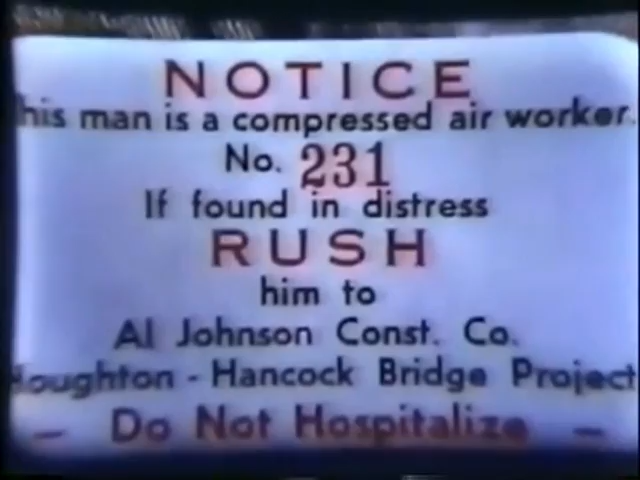 NOTICE
his man is a compressed air worker.
No. 231
If found in distress
RUSH
him to
Al Johnson Const. Co.
Houghton - Hancock Bridge Project
- Do Not Hospitalize -